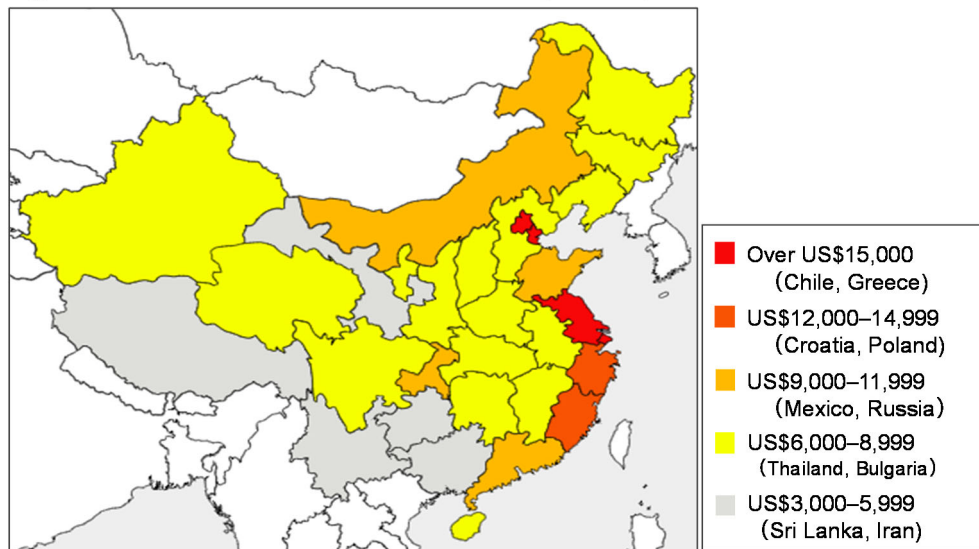 Over US$15,000
(Chile, Greece)
US$12,000–14,999
(Croatia, Poland)
US$9,000–11,999
(Mexico, Russia)
US$6,000–8,999
(Thailand, Bulgaria)
US$3,000–5,999
(Sri Lanka, Iran)